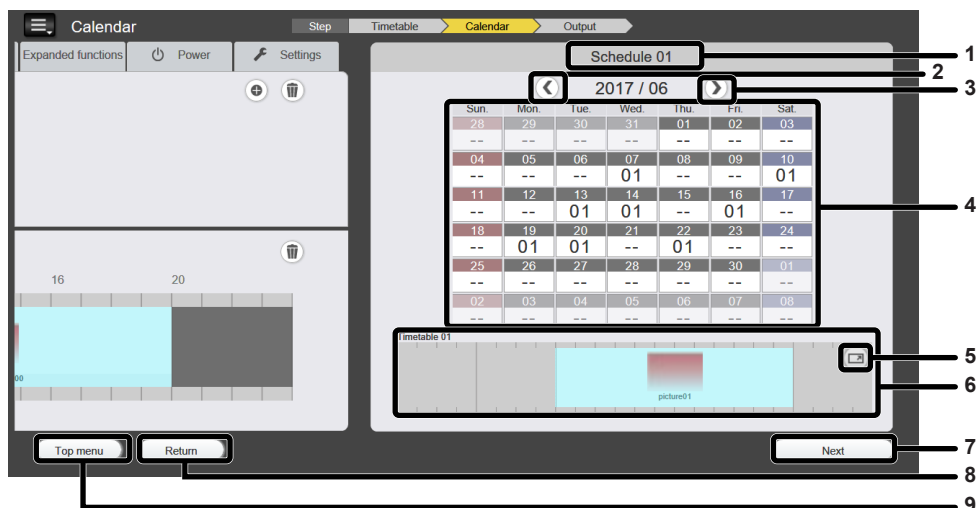 Calendar
Step Timetable Calendar Output
Expanded functions Power Settings
Schedule 01 1
2
2017 / 06 3
Sun. Mon. Tue. Wed. Thu. Fri. Sat.
28 29 30 31 01 02 03
-- -- -- -- -- -- --
04 05 06 07 08 09 10
-- -- -- 01 -- -- 01
11 12 13 14 15 16 17
-- -- 01 01 -- 01 -- 4
18 19 20 21 22 23 24
-- 01 01 -- 01 -- --
25 26 27 28 29 30 01
-- -- -- -- -- -- --
02 03 04 05 06 07 08
-- -- -- -- -- -- --
16 20
Timetable 01
5
00
6
picture01
Top menu Return Next 7
8
9